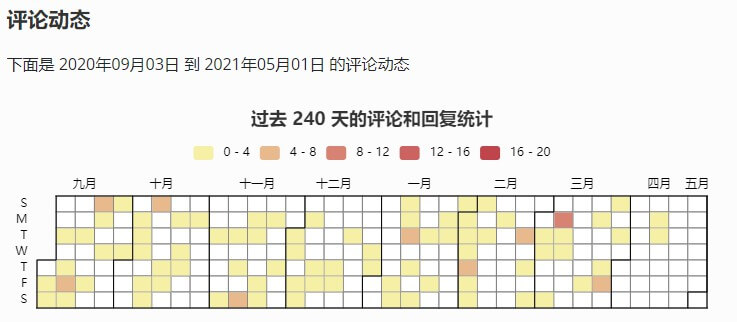 评论动态
下面是 2020年09月03日 到 2021年05月01日 的评论动态
过去 240 天的评论和回复统计
0 - 4 4 - 8 8 - 12 12 - 16 16 - 20
九月 十月 十一月 十二月 一月 二月 三月 四月 五月
S
M
T
W
T
F
S